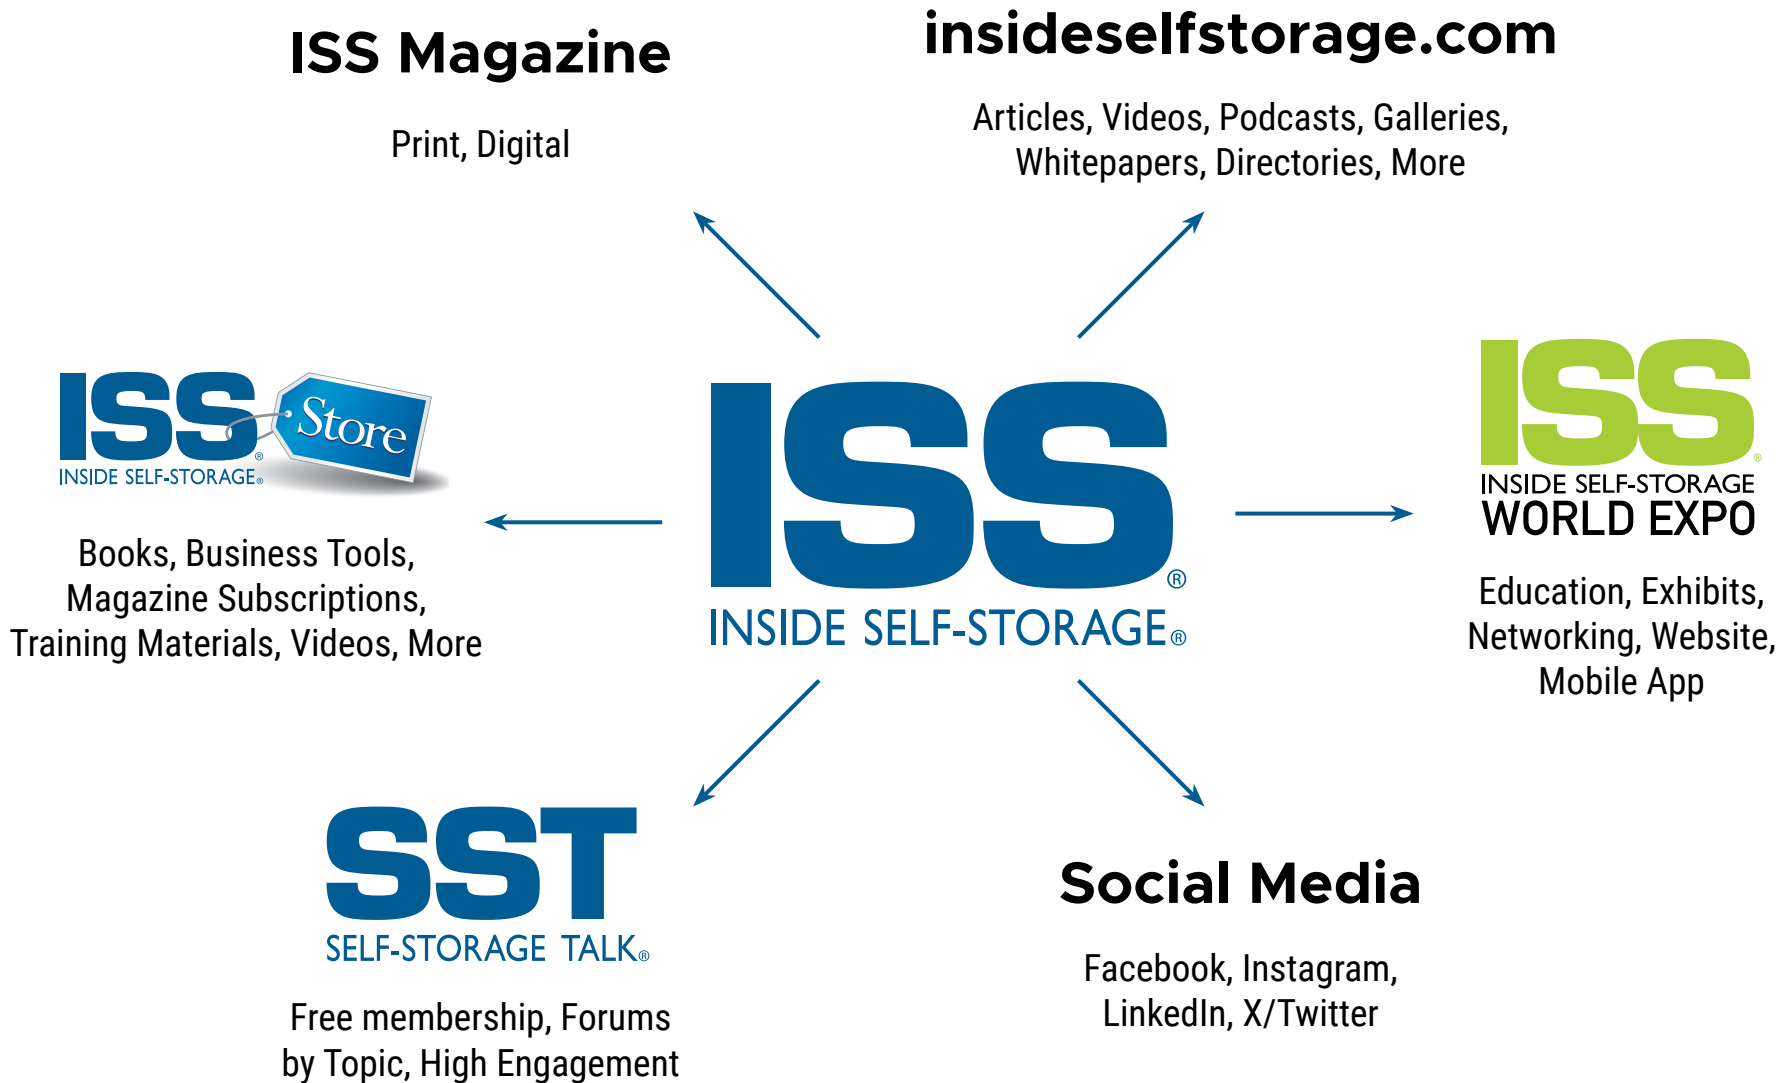 ISS Magazine
Print, Digital
insideselfstorage.com
Articles, Videos, Podcasts, Galleries,
Whitepapers, Directories, More
ISS® Store
INSIDE SELF-STORAGE®
Books, Business Tools,
Magazine Subscriptions,
Training Materials, Videos, More
ISS®
INSIDE SELF-STORAGE®
ISS®
INSIDE SELF-STORAGE
WORLD EXPO
Education, Exhibits,
Networking, Website,
Mobile App
SST
SELF-STORAGE TALK®
Free membership, Forums
by Topic, High Engagement
Social Media
Facebook, Instagram,
LinkedIn, X/Twitter